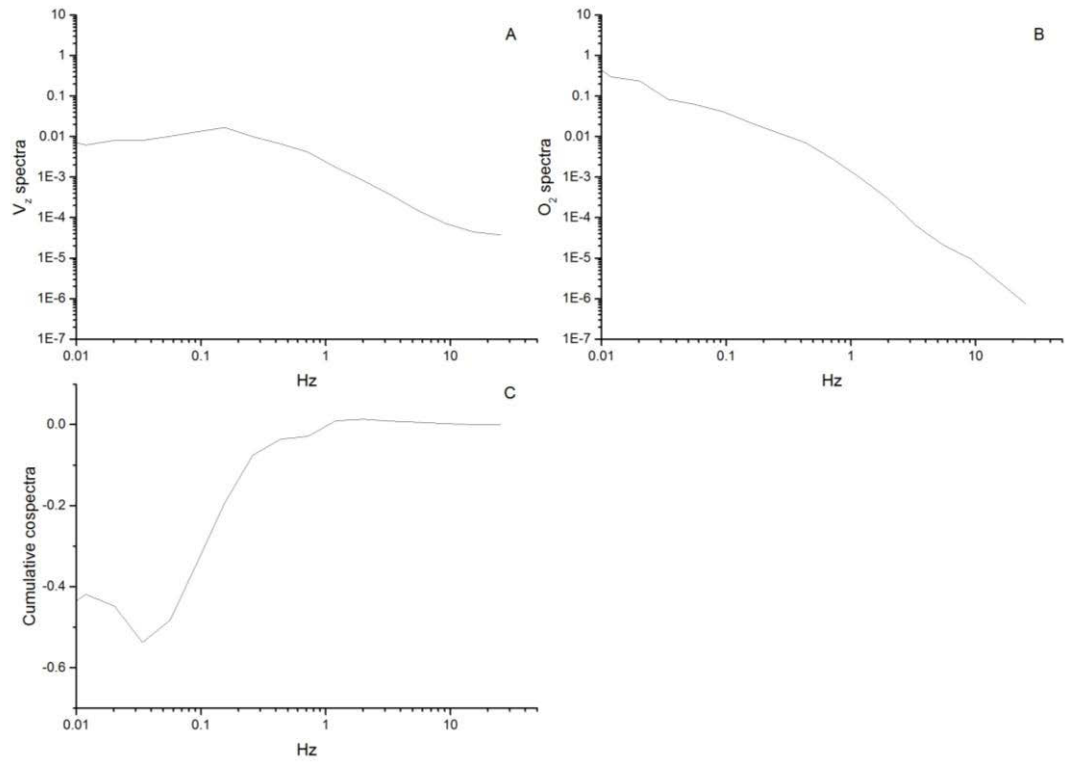 A
10
1
0.1
0.01
1E-3
1E-4
1E-5
1E-6
1E-7
V_z spectra
0.01 0.1 1 10
Hz
B
10
1
0.1
0.01
1E-3
1E-4
1E-5
1E-6
1E-7
O_2 spectra
0.01 0.1 1 10
Hz
C
0.0
-0.2
-0.4
-0.6
Cumulative cospectra
0.01 0.1 1 10
Hz